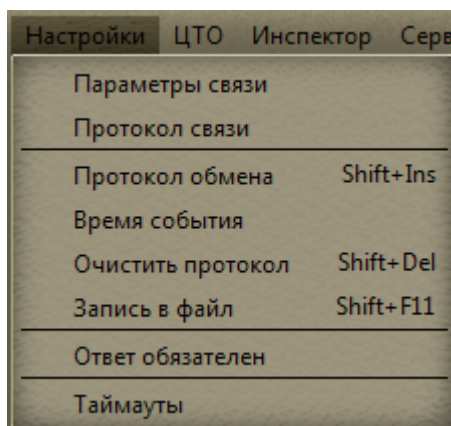 Настройки ЦТО Инспектор Серв
Параметры связи
Протокол связи
Протокол обмена Shift+Ins
Время события
Очистить протокол Shift+Del
Запись в файл Shift+F11
Ответ обязателен
Таймауты